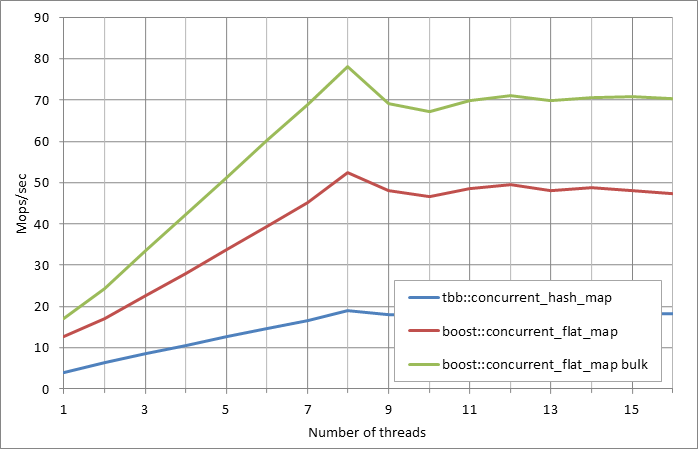 90
80
70
60
50
40
30
20
10
0
Mops/sec
tbb::concurrent_hash_map
boost::concurrent_flat_map
boost::concurrent_flat_map bulk
1 3 5 7 9 11 13 15
Number of threads